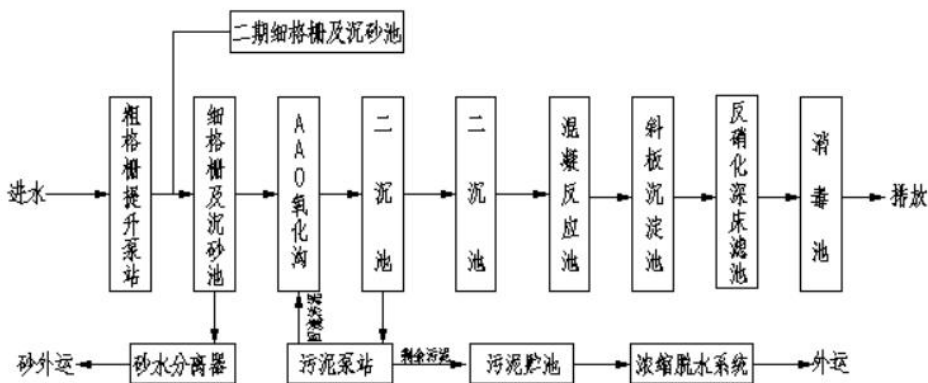 二期细格栅及沉砂池
进水
粗格栅提升泵站
细格栅及沉砂池
AAO氧化沟
二沉池
二沉池
混凝反应池
斜板沉淀池
反硝化深床滤池
消毒池
排放
回流污泥
砂外运
砂水分离器
污泥泵站
剩余污泥
污泥贮池
浓缩脱水系统
外运